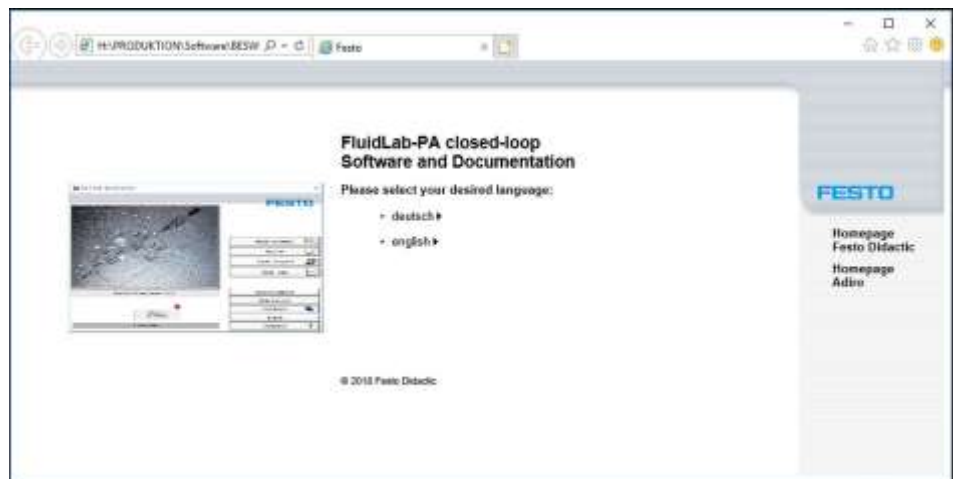 H:\PRODUKTION\Software\BESW
Festo
FluidLab-PA closed-loop
Software and Documentation
Please select your desired language:
deutsch
english
FESTO
FESTO
Homepage
Festo Didactic
Homepage
Adiro
© 2018 Festo Didactic